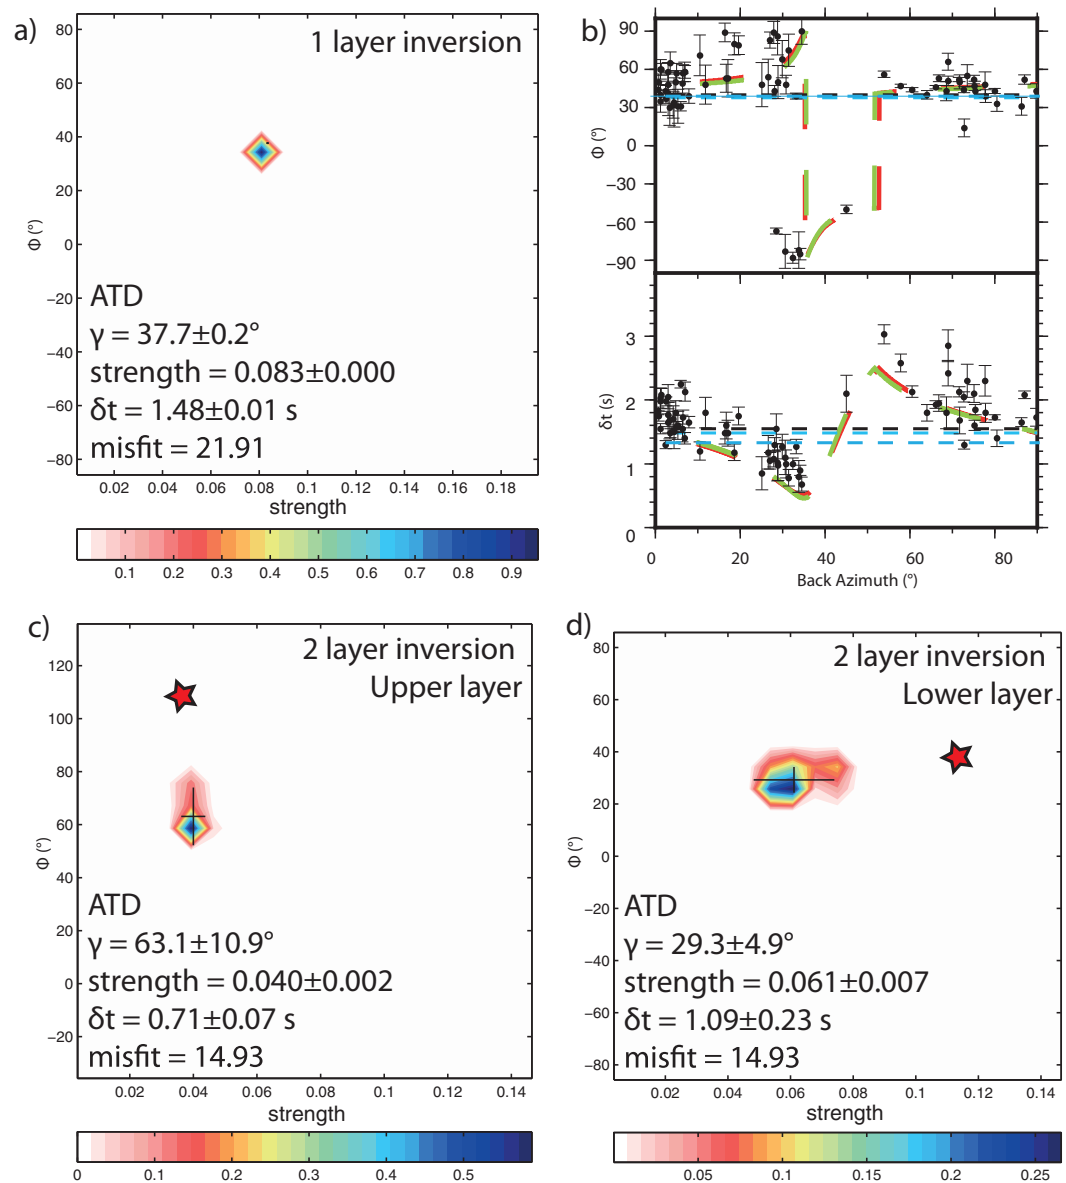 a)
1 layer inversion
80
60
40
20
0
−20
−40
−60
−80
Φ (°)
ATD
γ = 37.7±0.2°
strength = 0.083±0.000
δt = 1.48±0.01 s
misfit = 21.91
0.02 0.04 0.06 0.08 0.10 0.12 0.14 0.16 0.18
strength
0.1 0.2 0.3 0.4 0.5 0.6 0.7 0.8 0.9
b)
90
60
30
0
−30
−60
−90
Φ (°)
3
2
1
0
δt (s)
0 20 40 60 80
Back Azimuth (°)
c)
2 layer inversion
Upper layer
120
100
80
60
40
20
0
−20
Φ (°)
ATD
γ = 63.1±10.9°
strength = 0.040±0.002
δt = 0.71±0.07 s
misfit = 14.93
0.02 0.04 0.06 0.08 0.10 0.12 0.14
strength
0 0.1 0.2 0.3 0.4 0.5
d)
2 layer inversion
Lower layer
80
60
40
20
0
−20
−40
−60
−80
Φ (°)
ATD
γ = 29.3±4.9°
strength = 0.061±0.007
δt = 1.09±0.23 s
misfit = 14.93
0.02 0.04 0.06 0.08 0.1 0.12 0.14
strength
0.05 0.1 0.15 0.2 0.25